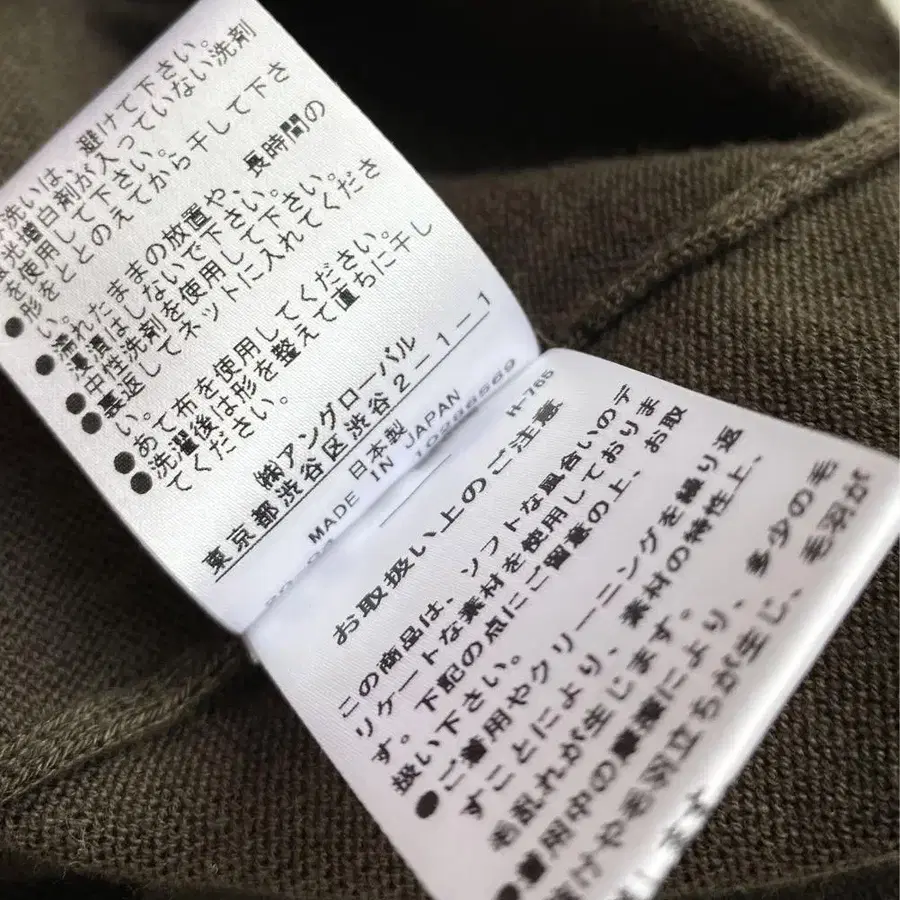 洗いは、避けて下さい。
光増白剤が入っていない洗剤
を使用して下さい。
●形をととのえてから干して下さ
い。
●濡れたままの放置や、長時間の
浸漬はしないで下さい。
●中性洗剤を使用して下さい。
●裏返してネットに入れてくださ
い。
●あて布を使用してください。
●洗濯後は形を整えて直ちに干し
てください。
㈱アングローバル
東京都渋谷区渋谷2-1-1
日本製
MADE IN JAPAN
10266569
H-765
お取扱い上のご注意
この商品は、ソフトな風合いのデ
リケートな素材を使用しておりま
す。下記の点にご留意の上、お取
扱い下さい。
●ご着用やクリーニングを繰り返
すことにより、素材の特性上、
毛乱れが生じます。
●着用中の摩擦により、多少の毛
抜けや毛羽立ちが生じ、毛羽が
します